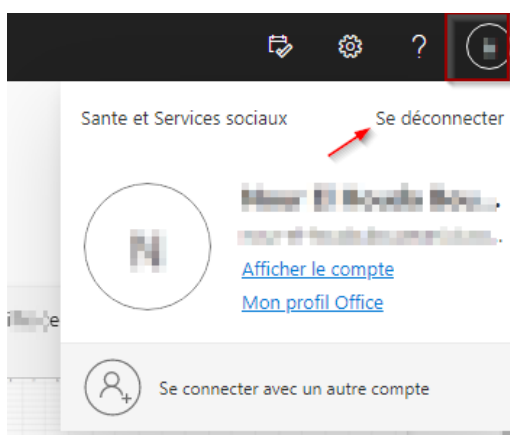 ?
Sante et Services sociaux
Se déconnecter
N
Afficher le compte
Mon profil Office
Se connecter avec un autre compte